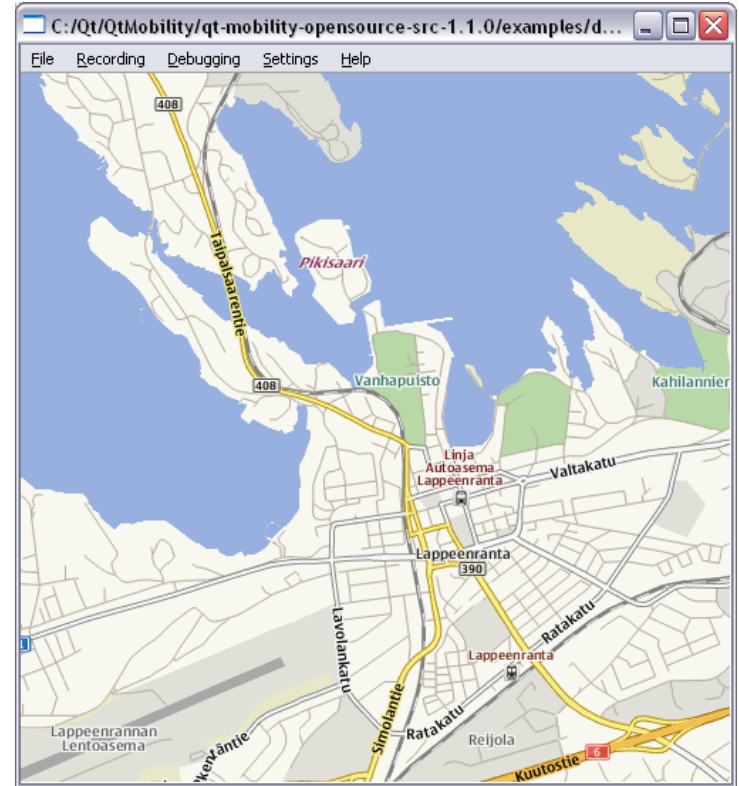 C:/Qt/QtMobility/qt-mobility-opensource-src-1.1.0/examples/d...
File Recording Debugging Settings Help
408
Taipalsaarentie
Pikisaari
408
Vanhapuisto
Kahilannier
Linja
Autoasema
Lappeenranta
Valtakatu
Lappeenranta
390
Lavolankatu
Ratakatu
1
Lappeenranta
Simolantie
Lappeenrannan
Lentoasema
Ratakatu
Reijola
6
Kuutostie